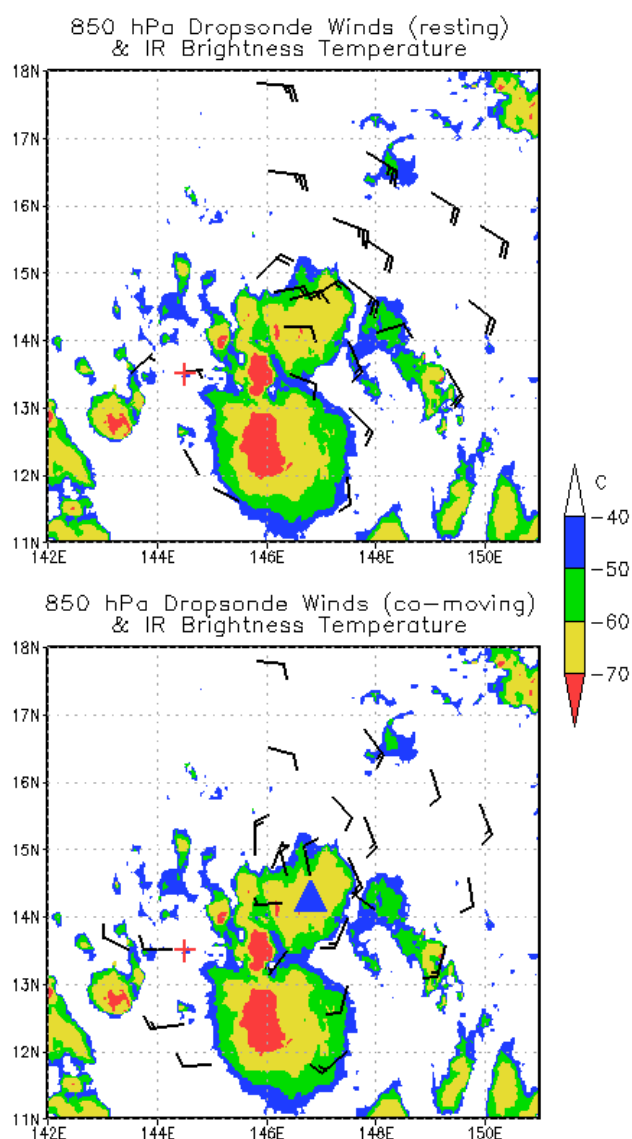 850 hPa Dropsonde Winds (resting)
& IR Brightness Temperature
18N
17N
16N
15N
14N
13N
12N
11N
142E 144E 146E 148E 150E
C
-40
-50
-60
-70
850 hPa Dropsonde Winds (co-moving)
& IR Brightness Temperature
18N
17N
16N
15N
14N
13N
12N
11N
142E 144E 146E 148E 150E